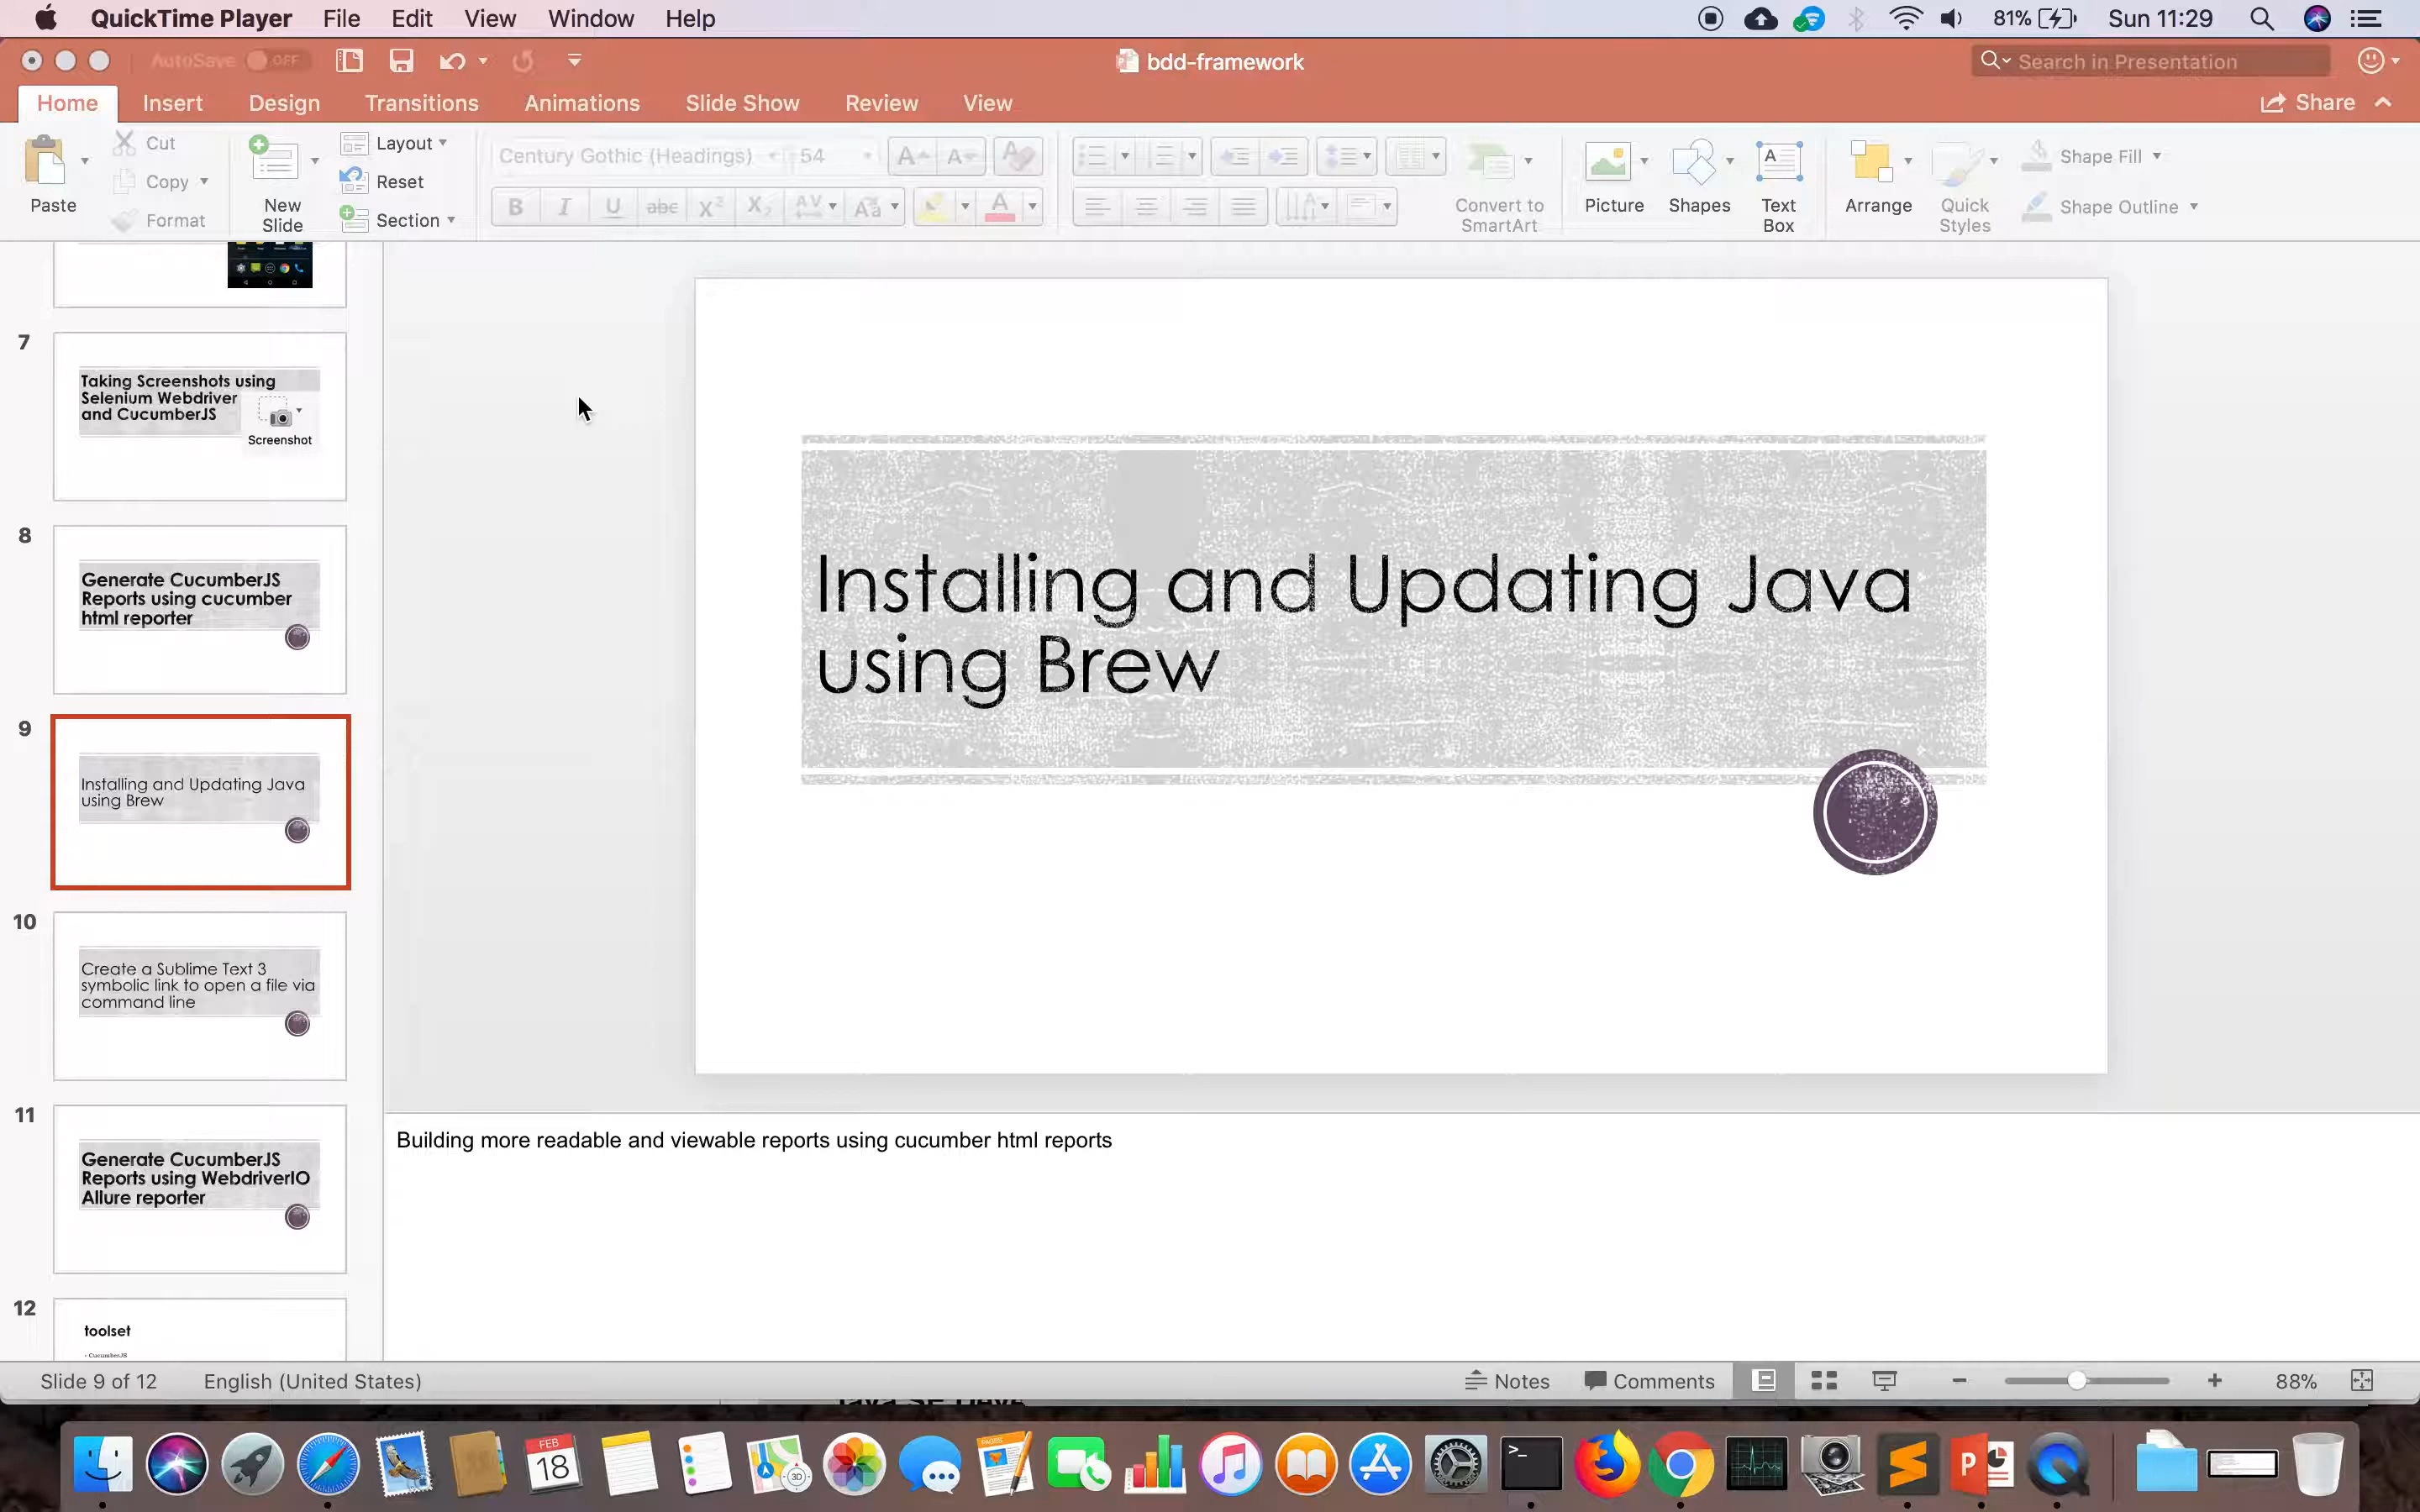 QuickTime Player File Edit View Window Help 81% Sun 11:29
AutoSave OFF bdd-framework Search in Presentation
Home Insert Design Transitions Animations Slide Show Review View Share
Paste Cut Copy Format New Slide Layout Reset Section
Century Gothic (Headings) 54
Convert to SmartArt Picture Shapes Text Box Arrange Quick Styles Shape Fill Shape Outline
7
Taking Screenshots using
Selenium Webdriver
and CucumberJS
Screenshot
8
Generate CucumberJS
Reports using cucumber
html reporter
9
Installing and Updating Java
using Brew
10
Create a Sublime Text 3
symbolic link to open a file via
command line
11
Generate CucumberJS
Reports using WebdriverIO
Allure reporter
12
toolset
CucumberJS
Installing and Updating Java
using Brew
Building more readable and viewable reports using cucumber html reports
Slide 9 of 12 English (United States) Notes Comments 88%
FEB
18